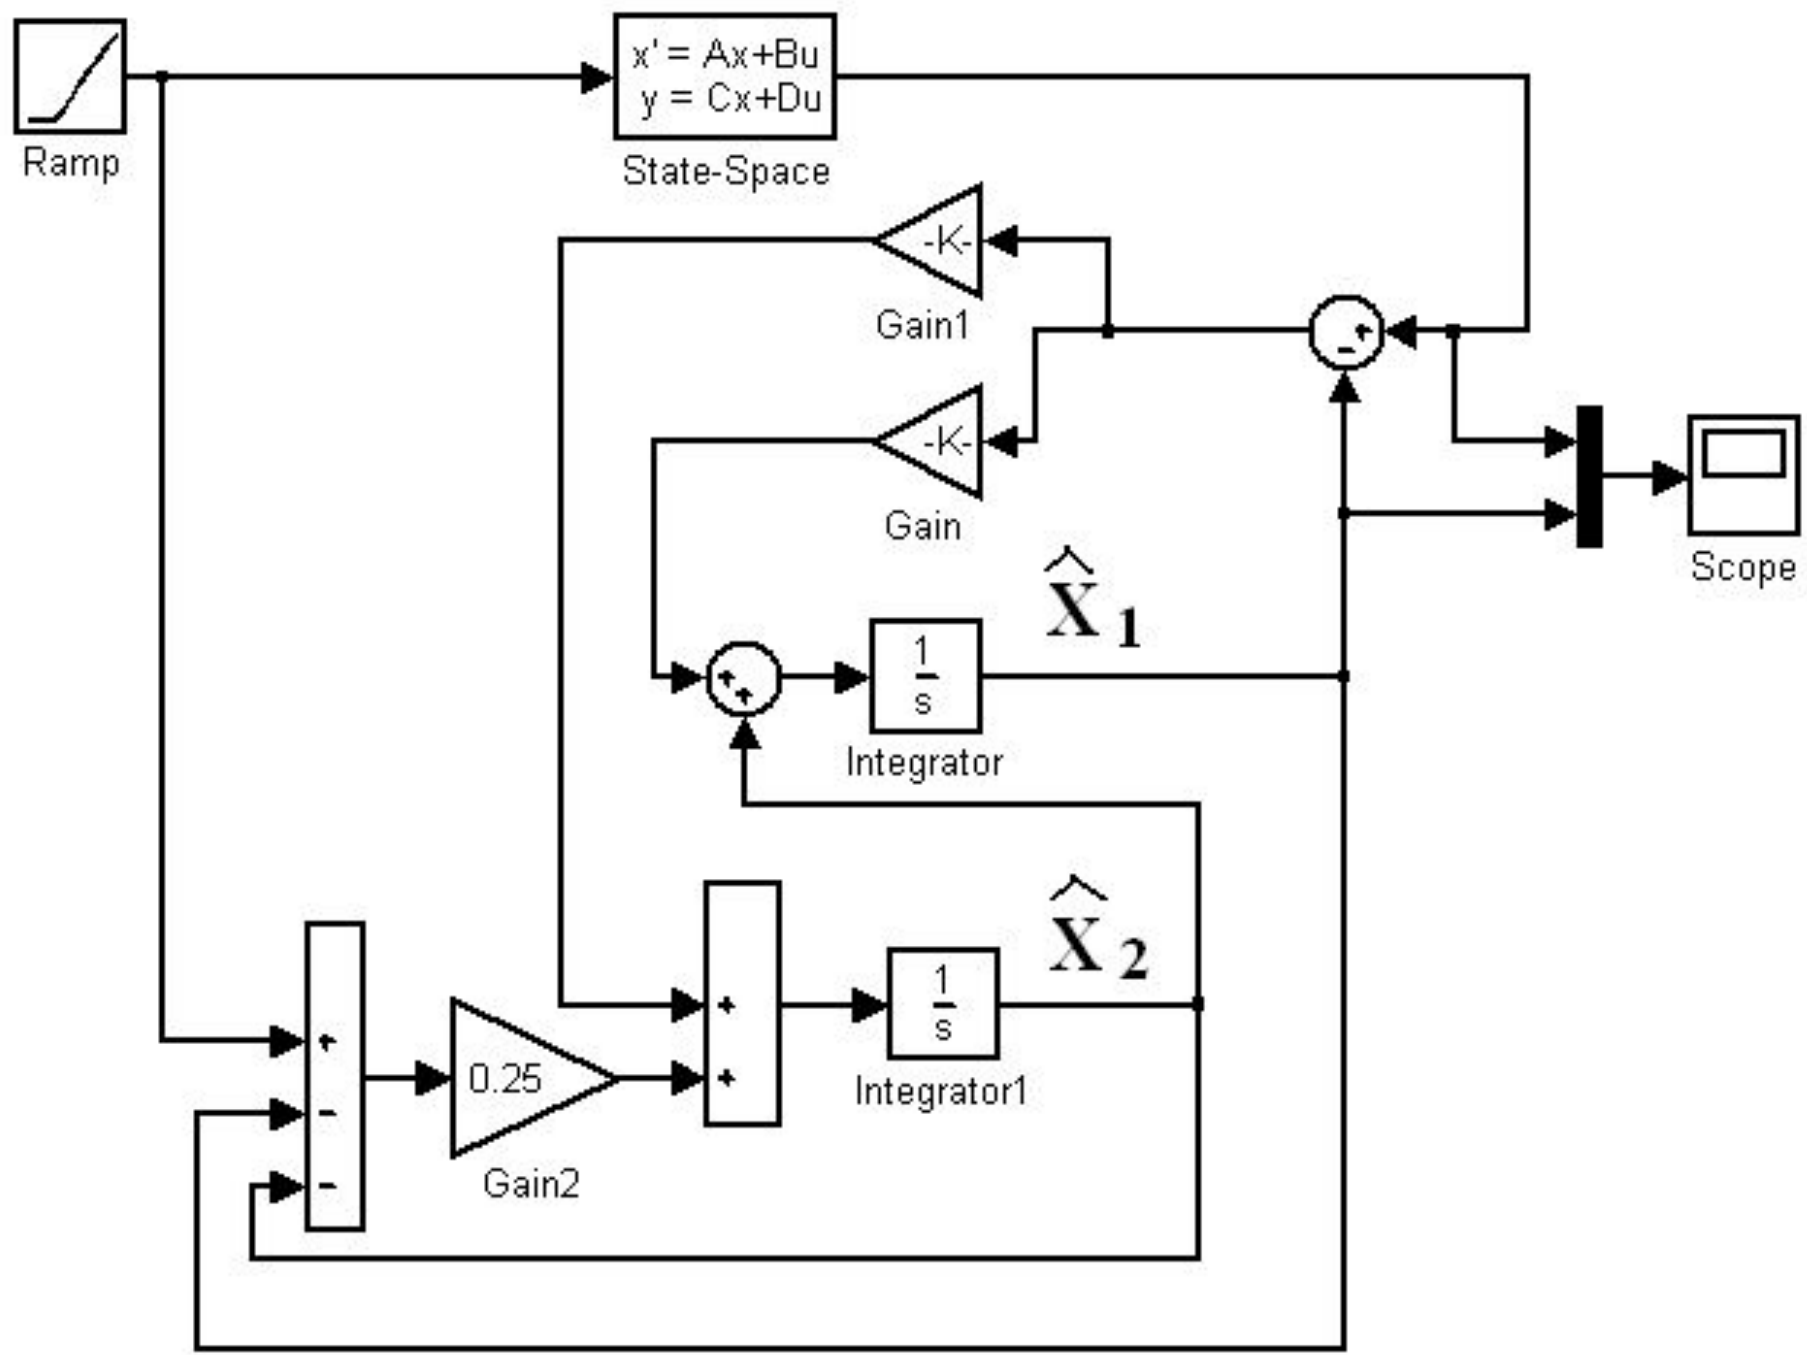 x' = Ax+Bu
y = Cx+Du
Ramp
State-Space
-K-
Gain1
+
-
-K-
Gain
Scope
X̂ 1
+
+
1
s
Integrator
X̂ 2
+
+
1
s
Integrator1
+
-
-
0.25
Gain2